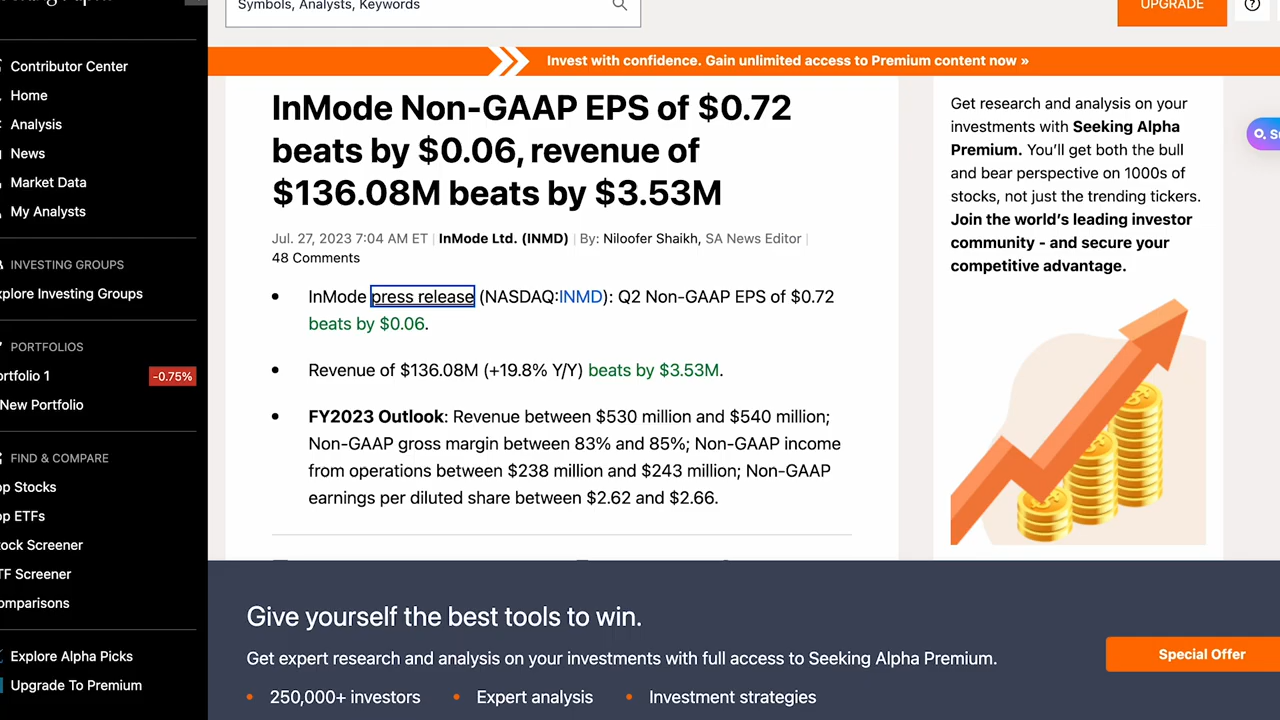 Symbols, Analysts, Keywords
UPGRADE
Contributor Center
Home
Analysis
News
Market Data
My Analysts
INVESTING GROUPS
xplore Investing Groups
PORTFOLIOS
ortfolio 1
-0.75%
New Portfolio
FIND & COMPARE
op Stocks
op ETFs
tock Screener
TF Screener
omparisons
Explore Alpha Picks
Upgrade To Premium
Invest with confidence. Gain unlimited access to Premium content now »
InMode Non-GAAP EPS of $0.72
beats by $0.06, revenue of
$136.08M beats by $3.53M
Jul. 27, 2023 7:04 AM ET | InMode Ltd. (INMD) | By: Niloofer Shaikh, SA News Editor |
48 Comments
• InMode press release (NASDAQ:INMD): Q2 Non-GAAP EPS of $0.72
beats by $0.06.
• Revenue of $136.08M (+19.8% Y/Y) beats by $3.53M.
• FY2023 Outlook: Revenue between $530 million and $540 million;
Non-GAAP gross margin between 83% and 85%; Non-GAAP income
from operations between $238 million and $243 million; Non-GAAP
earnings per diluted share between $2.62 and $2.66.
Get research and analysis on your
investments with Seeking Alpha
Premium. You'll get both the bull
and bear perspective on 1000s of
stocks, not just the trending tickers.
Join the world's leading investor
community - and secure your
competitive advantage.
Give yourself the best tools to win.
Get expert research and analysis on your investments with full access to Seeking Alpha Premium.
• 250,000+ investors • Expert analysis • Investment strategies
Special Offer